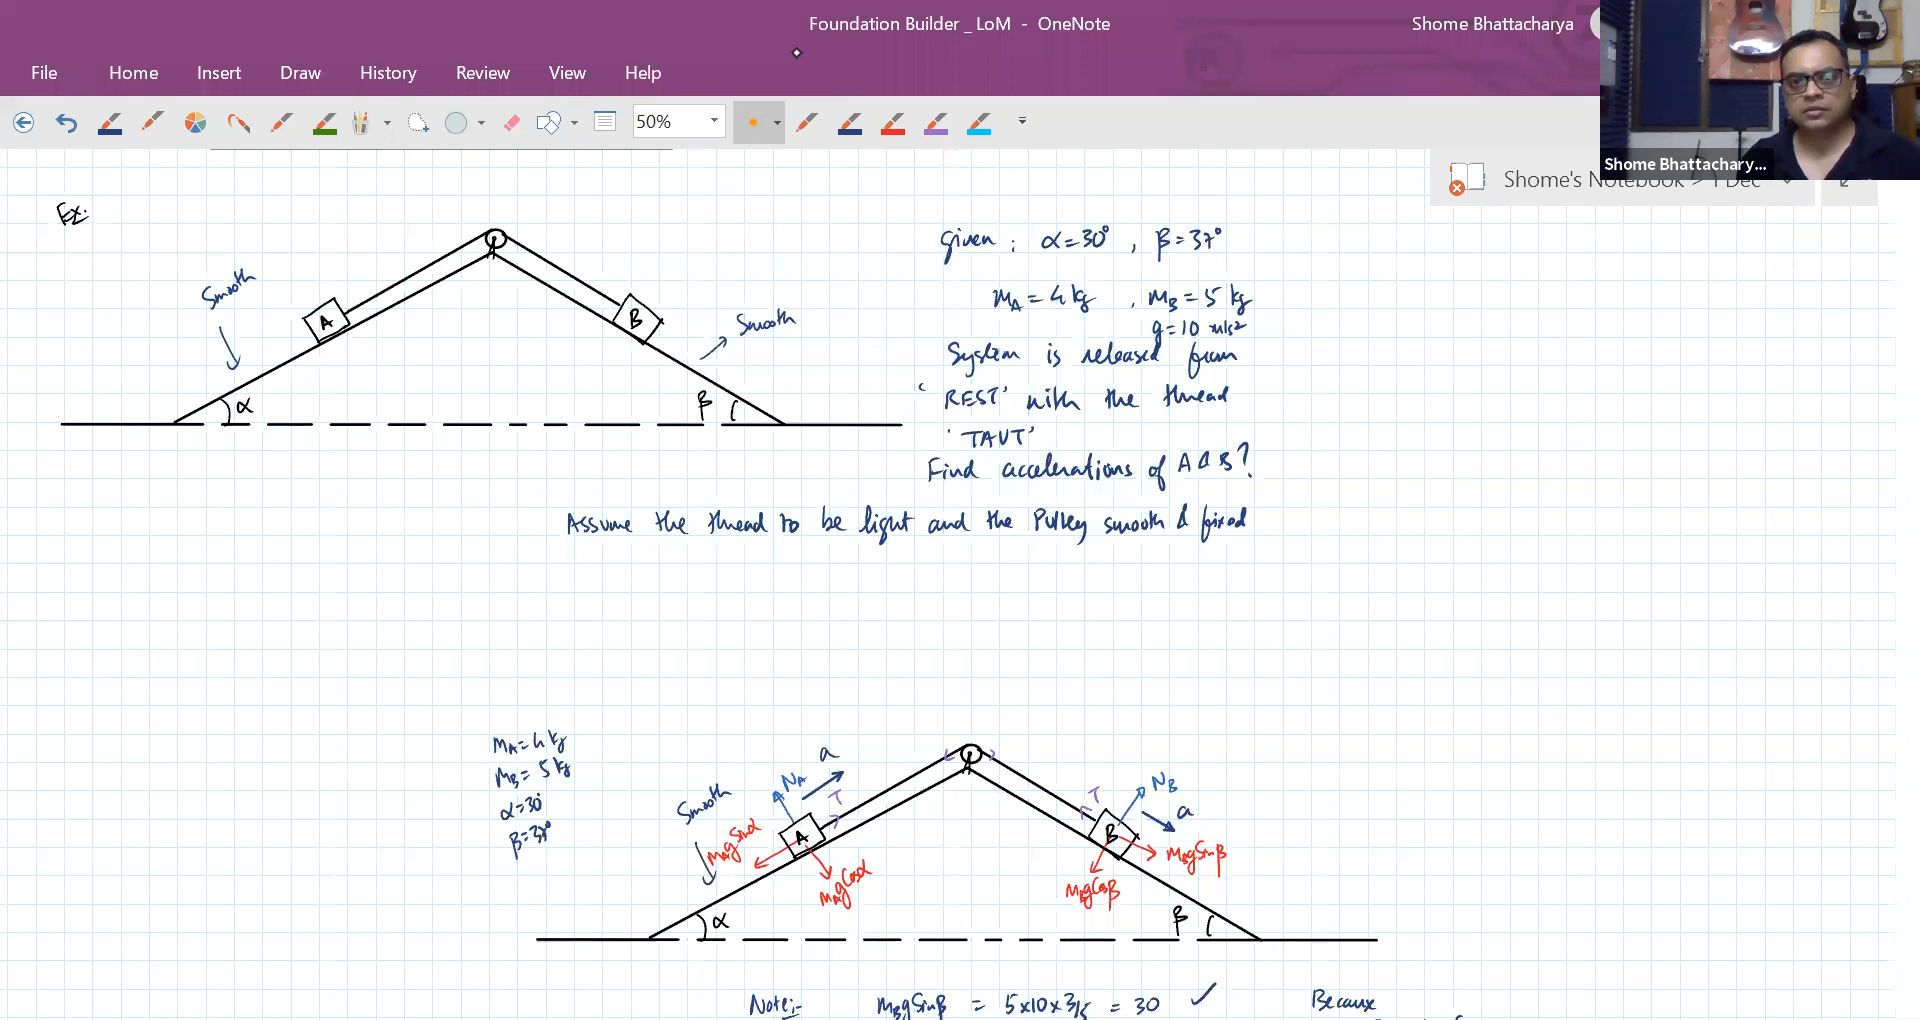 Foundation Builder _ LoM - OneNote
Shome Bhattacharya
File Home Insert Draw History Review View Help
50%
Shome Bhattachary...
Shome's Notebook > 1 Dec
Ex:
Smooth
A
B
Smooth
α
β
given : α = 30° , β = 37°
mA = 4 kg , mB = 5 kg
g = 10 m/s²
System is released from
'REST' with the thread
'TAUT'
Find accelerations of A & B?
Assume the thread to be light and the Pulley smooth & fixed
mA = 4 kg
mB = 5 kg
α = 30°
β = 37°
Smooth
a
NA
T
A
mAg Sinα
mAg Cosα
α
T
NB
a
B
mBg Sinβ
mBg Cosβ
β
Note:- mBg Sinβ = 5×10×3/5 = 30 ✓ Because